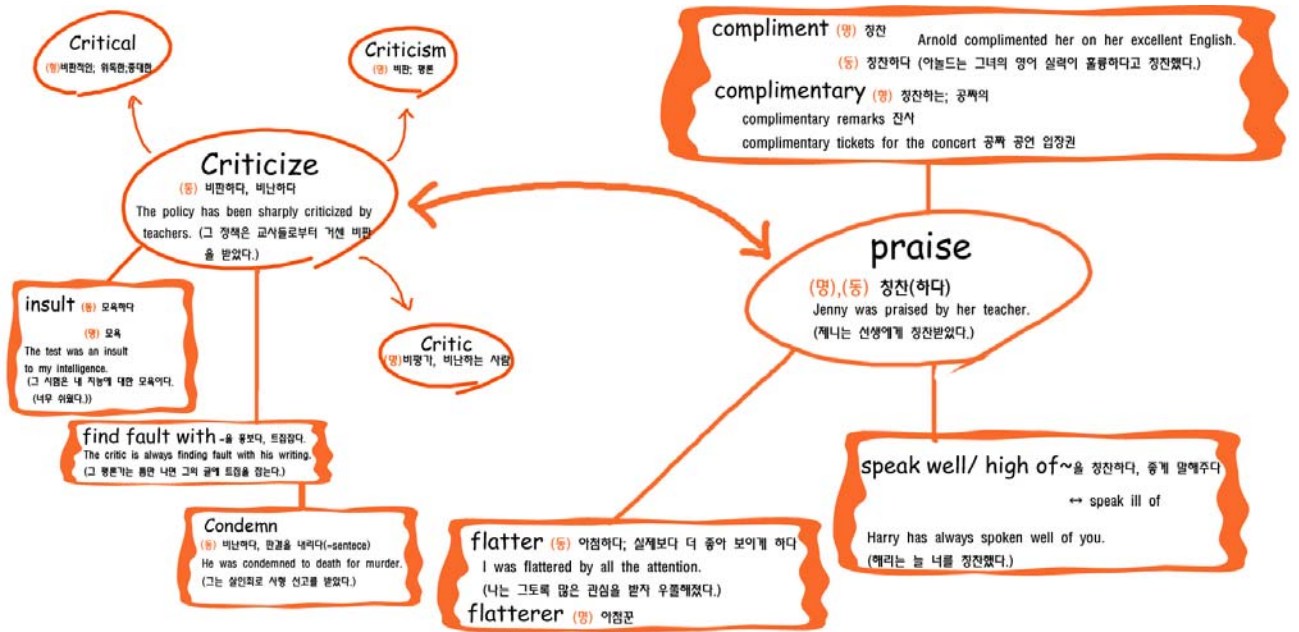 Critical
(형)비판적인; 위독한;중대한
Criticism
(명) 비판; 평론
Criticize
(동) 비판하다, 비난하다
The policy has been sharply criticized by
teachers. (그 정책은 교사들로부터 거센 비판
을 받았다.)
insult (동) 모욕하다
(명) 모욕
The test was an insult
to my intelligence.
(그 시험은 내 지능에 대한 모욕이다.
(너무 쉬웠다.))
Critic
(명)비평가, 비난하는 사람
find fault with ~을 흉보다, 트집잡다.
The critic is always finding fault with his writing.
(그 평론가는 틈만 나면 그의 글에 트집을 잡는다.)
Condemn
(동) 비난하다, 판결을 내리다(=sentece)
He was condemned to death for murder.
(그는 살인죄로 사형 선고를 받았다.)
compliment (명) 칭찬
Arnold complimented her on her excellent English.
(동) 칭찬하다 (아놀드는 그녀의 영어 실력이 훌륭하다고 칭찬했다.)
complimentary (명) 칭찬하는; 공짜의
complimentary remarks 찬사
complimentary tickets for the concert 공짜 공연 입장권
praise
(명),(동) 칭찬(하다)
Jenny was praised by her teacher.
(제니는 선생에게 칭찬받았다.)
flatter (동) 아첨하다; 실제보다 더 좋아 보이게 하다
I was flattered by all the attention.
(나는 그토록 많은 관심을 받자 우쭐해졌다.)
flatterer (명) 아첨꾼
speak well/ high of~을 칭찬하다, 좋게 말해주다
↔ speak ill of
Harry has always spoken well of you.
(해리는 늘 너를 칭찬했다.)